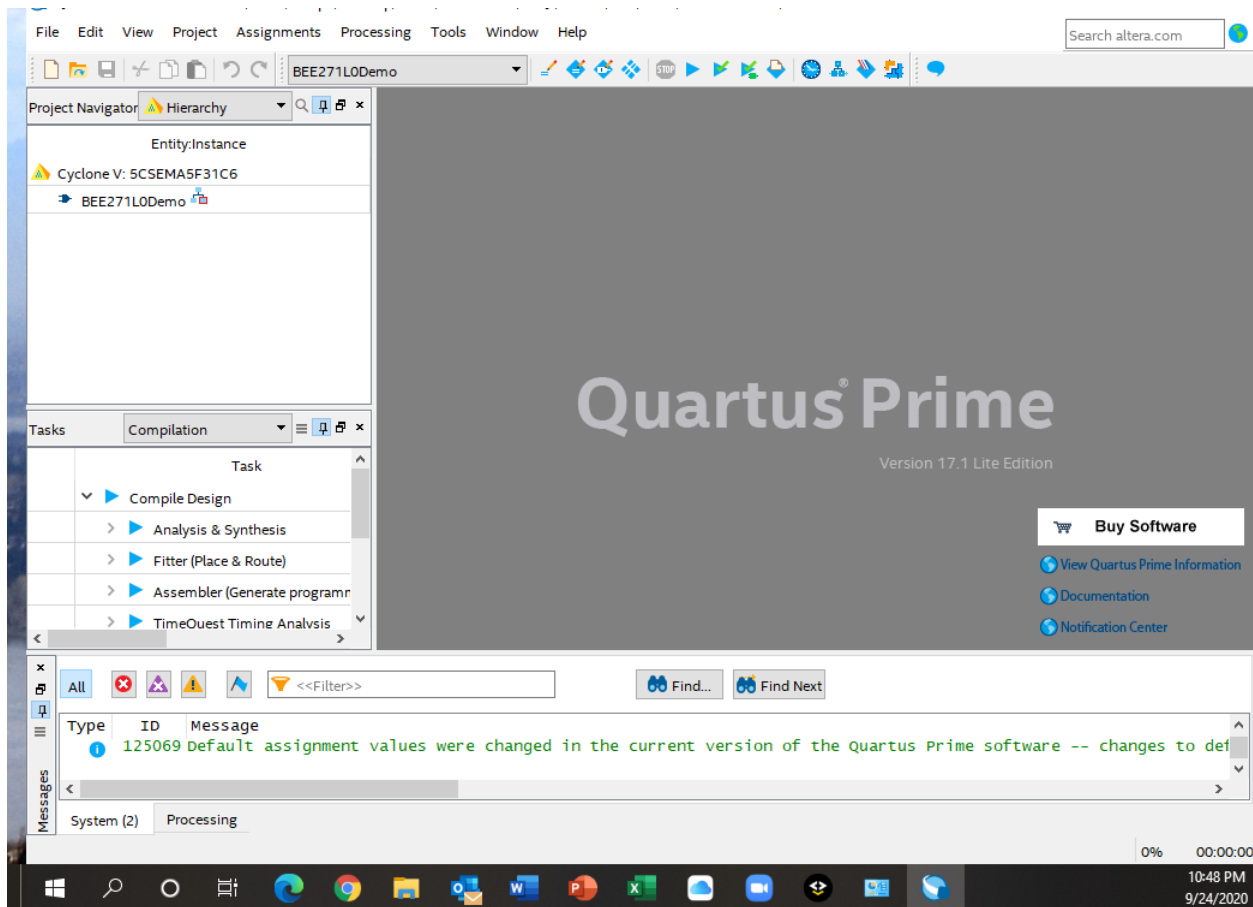 File Edit View Project Assignments Processing Tools Window Help
Search altera.com
BEE271L0Demo
Project Navigator Hierarchy
Entity:Instance
Cyclone V: 5CSEMA5F31C6
BEE271L0Demo
Quartus® Prime
Version 17.1 Lite Edition
Buy Software
View Quartus Prime Information
Documentation
Notification Center
Tasks Compilation
Task
Compile Design
Analysis & Synthesis
Fitter (Place & Route)
Assembler (Generate programm
TimeQuest Timing Analysis
All <<Filter>> Find... Find Next
Type ID Message
125069 Default assignment values were changed in the current version of the Quartus Prime software -- changes to def
Messages
System (2) Processing
0% 00:00:00
10:48 PM
9/24/2020